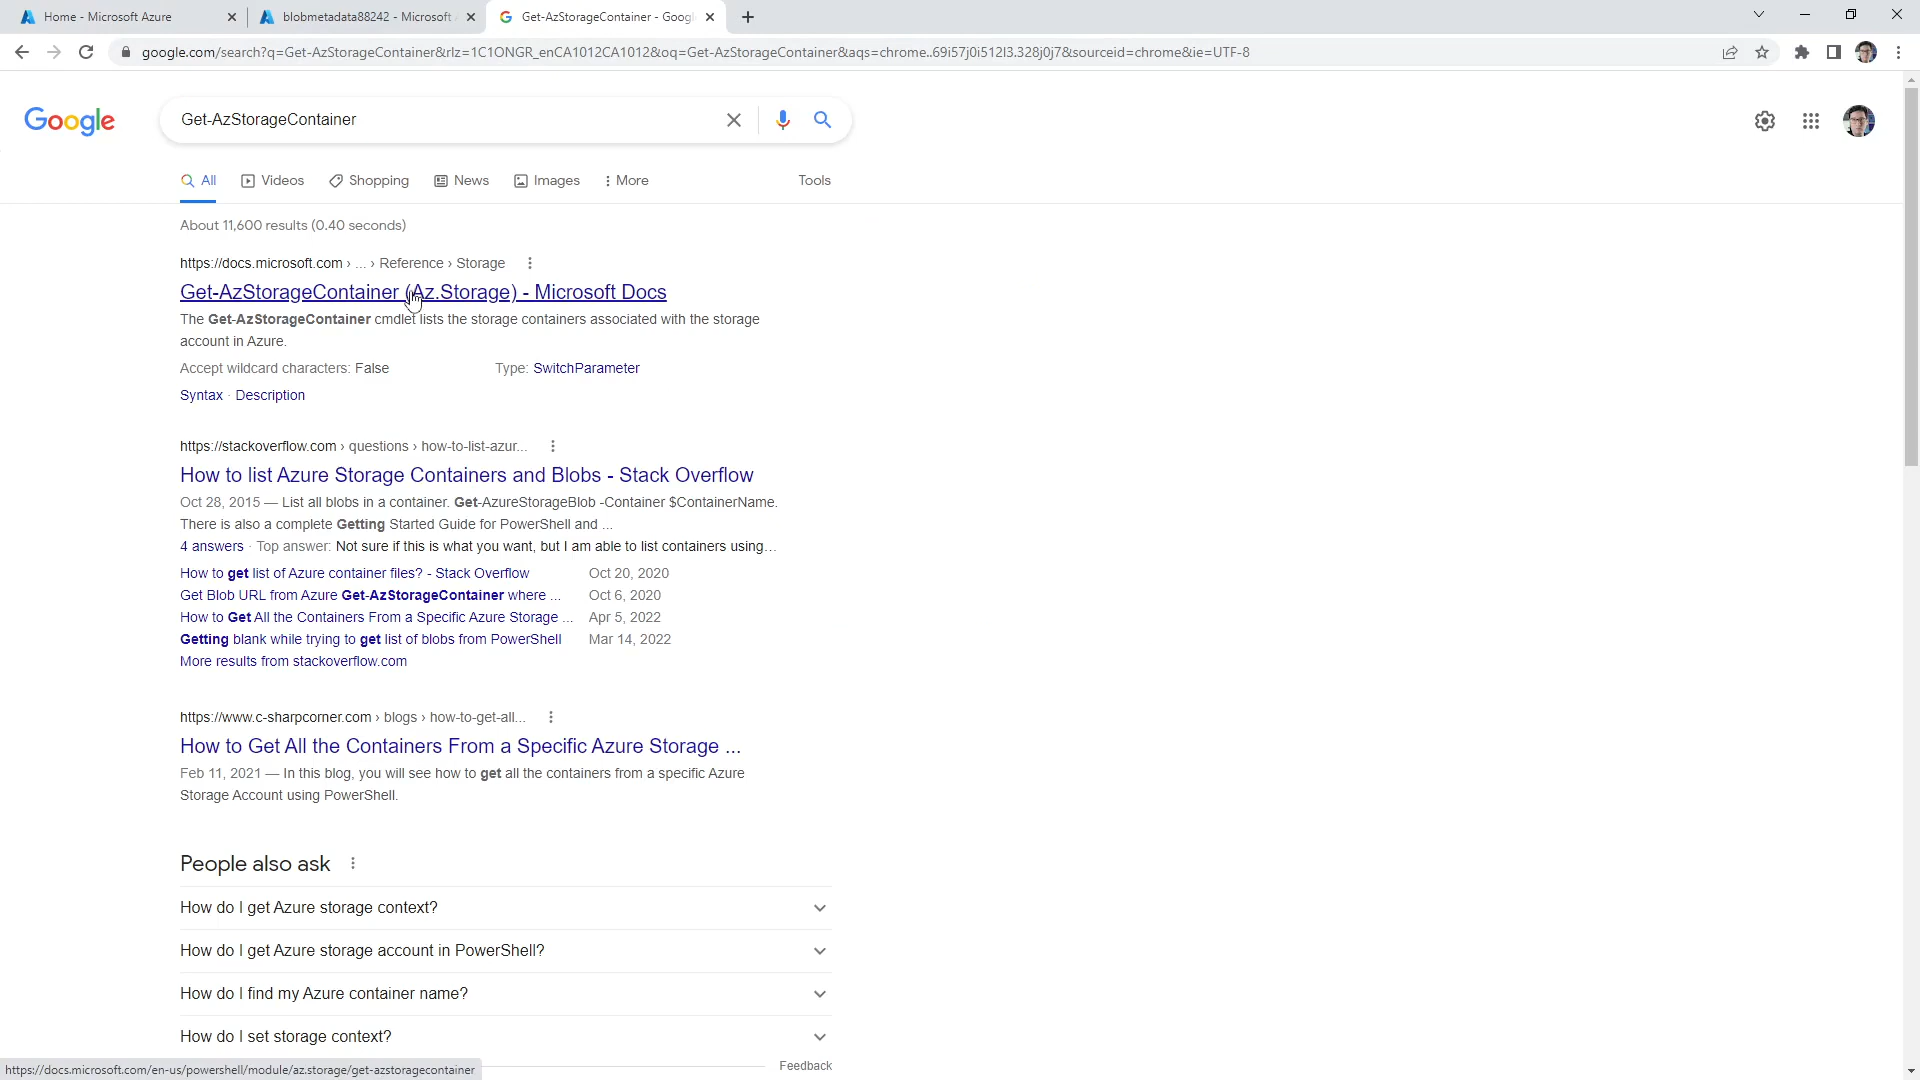 Home - Microsoft Azure
blobmetadata88242 - Microsoft A
Get-AzStorageContainer - Googl
google.com/search?q=Get-AzStorageContainer&rlz=1C1ONGR_enCA1012CA1012&oq=Get-AzStorageContainer&aqs=chrome..69i57j0i512l3.328j0j7&sourceid=chrome&ie=UTF-8
Google
Get-AzStorageContainer
All
Videos
Shopping
News
Images
More
Tools
About 11,600 results (0.40 seconds)
https://docs.microsoft.com › ... › Reference › Storage
Get-AzStorageContainer (Az.Storage) - Microsoft Docs
The Get-AzStorageContainer cmdlet lists the storage containers associated with the storage
account in Azure.
Accept wildcard characters: False
Type: SwitchParameter
Syntax · Description
https://stackoverflow.com › questions › how-to-list-azur...
How to list Azure Storage Containers and Blobs - Stack Overflow
Oct 28, 2015 — List all blobs in a container. Get-AzureStorageBlob -Container $ContainerName.
There is also a complete Getting Started Guide for PowerShell and ...
4 answers · Top answer: Not sure if this is what you want, but I am able to list containers using...
How to get list of Azure container files? - Stack Overflow Oct 20, 2020
Get Blob URL from Azure Get-AzStorageContainer where ... Oct 6, 2020
How to Get All the Containers From a Specific Azure Storage ... Apr 5, 2022
Getting blank while trying to get list of blobs from PowerShell Mar 14, 2022
More results from stackoverflow.com
https://www.c-sharpcorner.com › blogs › how-to-get-all...
How to Get All the Containers From a Specific Azure Storage ...
Feb 11, 2021 — In this blog, you will see how to get all the containers from a specific Azure
Storage Account using PowerShell.
People also ask
How do I get Azure storage context?
How do I get Azure storage account in PowerShell?
How do I find my Azure container name?
How do I set storage context?
Feedback
https://docs.microsoft.com/en-us/powershell/module/az.storage/get-azstoragecontainer